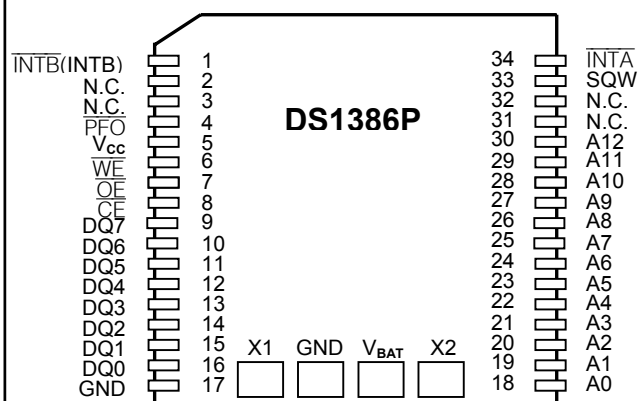 INTB(INTB) 1 34 INTA
N.C. 2 33 SQW
N.C. 3 32 N.C.
PFO 4 DS1386P 31 N.C.
Vcc 5 30 A12
WE 6 29 A11
OE 7 28 A10
CE 8 27 A9
DQ7 9 26 A8
DQ6 10 25 A7
DQ5 11 24 A6
DQ4 12 23 A5
DQ3 13 22 A4
DQ2 14 21 A3
DQ1 15 X1 GND VBAT X2 20 A2
DQ0 16 19 A1
GND 17 18 A0